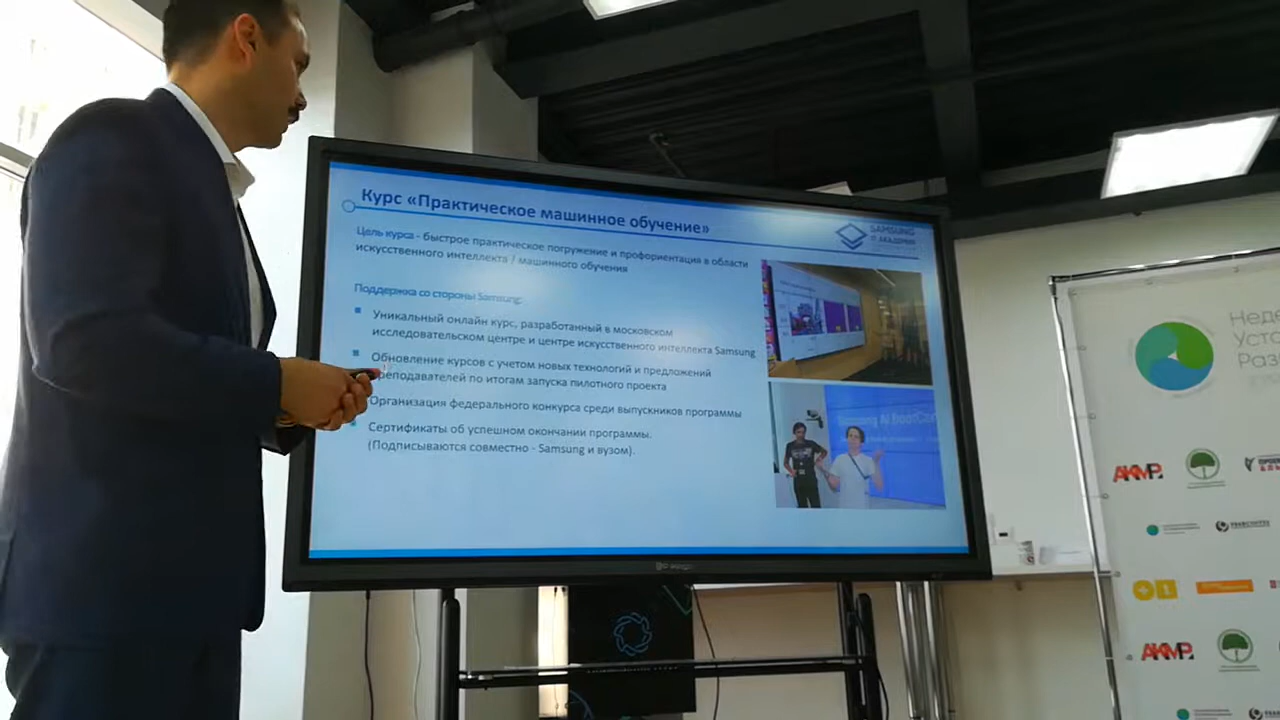 Курс «Практическое машинное обучение»
SAMSUNG
IT АКАДЕМИЯ
Цель курса - быстрое практическое погружение и профориентация в области
искусственного интеллекта / машинного обучения
Поддержка со стороны Samsung:
Уникальный онлайн курс, разработанный в московском
исследовательском центре и центре искусственного интеллекта Samsung
Обновление курсов с учетом новых технологий и предложений
реподавателей по итогам запуска пилотного проекта
Организация федерального конкурса среди выпускников программы
Сертификаты об успешном окончании программы.
(Подписываются совместно - Samsung и вузом).
AI BootCa
Неде
Усто
Разв
АКМР
АКМР